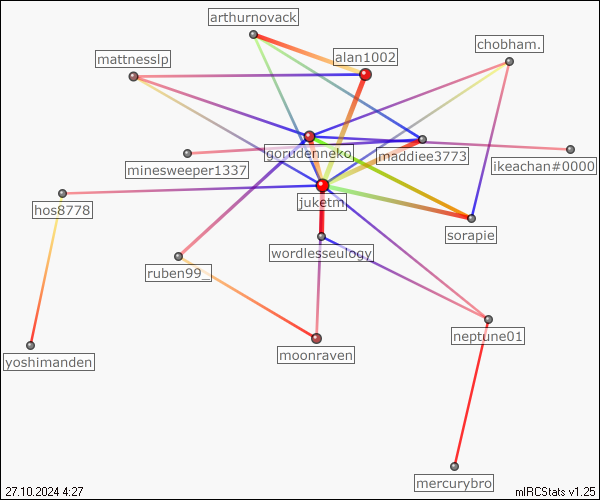 arthurnovack
chobham.
alan1002
mattnesslp
gorudenneko
maddiee3773
minesweeper1337
ikeachan#0000
juketm
hos8778
sorapie
wordlesseulogy
ruben99_
neptune01
moonraven
yoshimanden
mercurybro
27.10.2024 4:27
mIRCStats v1.25